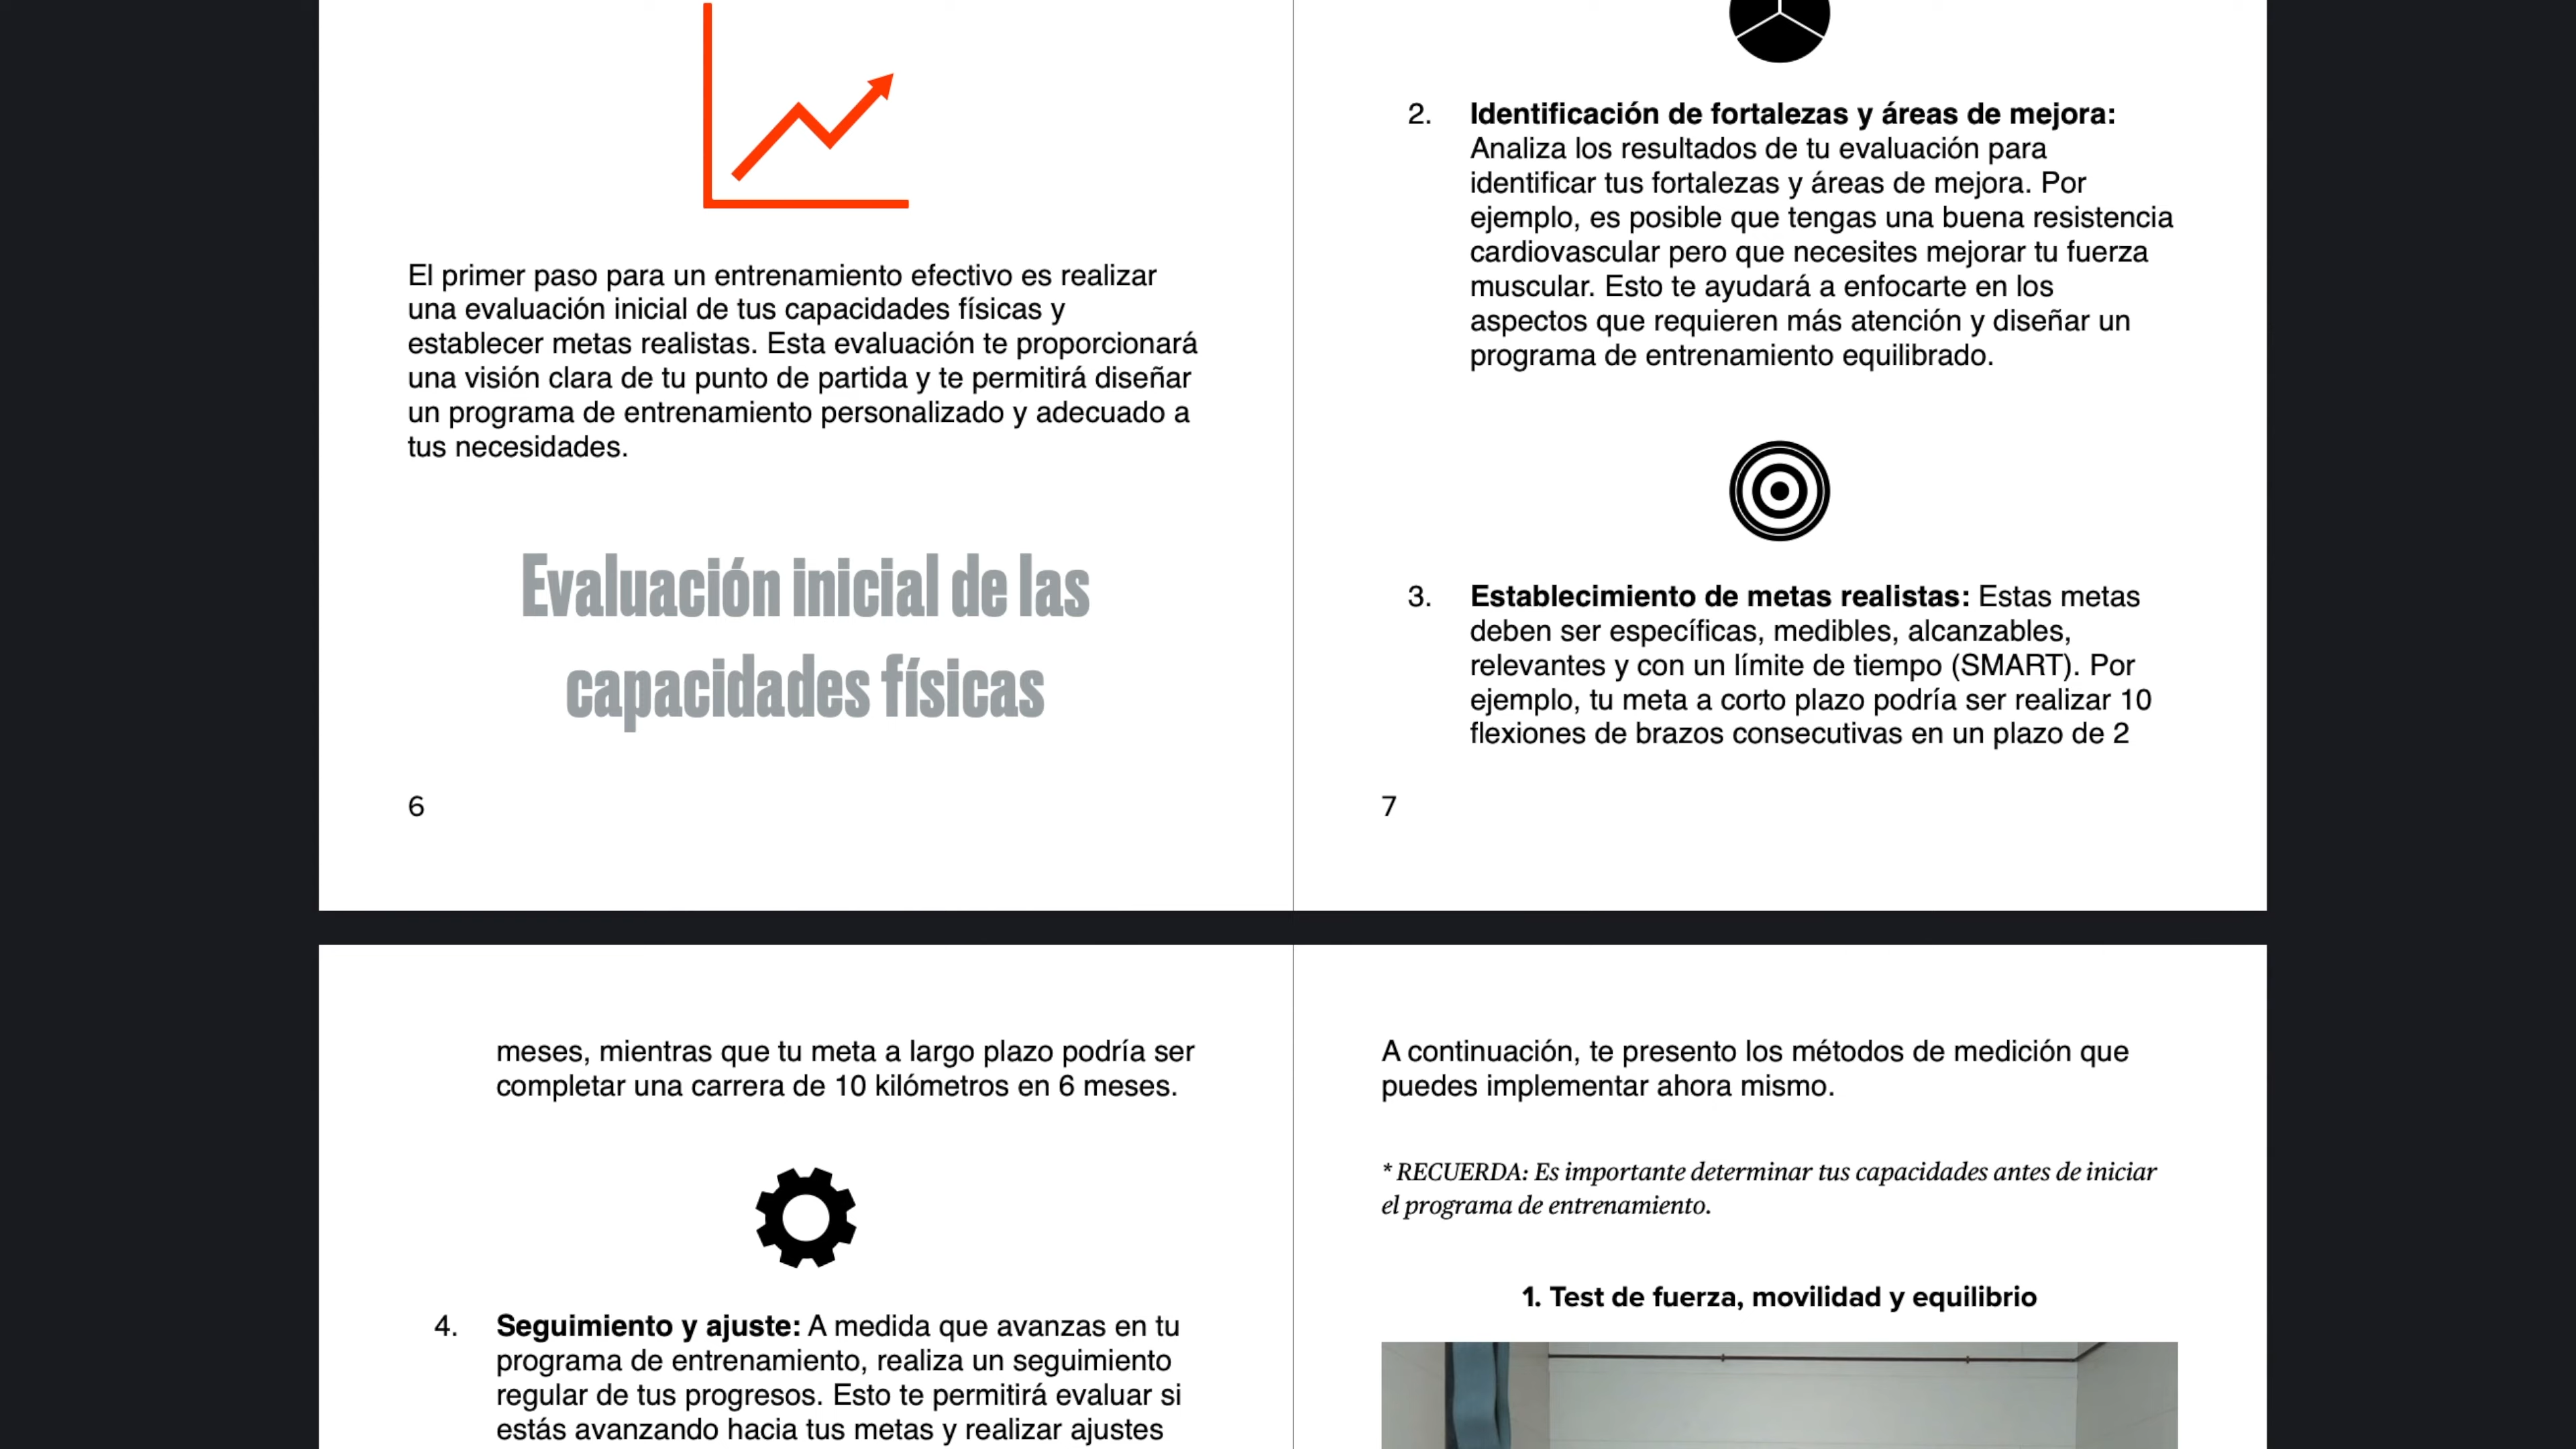 El primer paso para un entrenamiento efectivo es realizar
una evaluación inicial de tus capacidades físicas y
establecer metas realistas. Esta evaluación te proporcionará
una visión clara de tu punto de partida y te permitirá diseñar
un programa de entrenamiento personalizado y adecuado a
tus necesidades.
Evaluación inicial de las
capacidades físicas
6
2. Identificación de fortalezas y áreas de mejora:
Analiza los resultados de tu evaluación para
identificar tus fortalezas y áreas de mejora. Por
ejemplo, es posible que tengas una buena resistencia
cardiovascular pero que necesites mejorar tu fuerza
muscular. Esto te ayudará a enfocarte en los
aspectos que requieren más atención y diseñar un
programa de entrenamiento equilibrado.
3. Establecimiento de metas realistas: Estas metas
deben ser específicas, medibles, alcanzables,
relevantes y con un límite de tiempo (SMART). Por
ejemplo, tu meta a corto plazo podría ser realizar 10
flexiones de brazos consecutivas en un plazo de 2
7
meses, mientras que tu meta a largo plazo podría ser
completar una carrera de 10 kilómetros en 6 meses.
4. Seguimiento y ajuste: A medida que avanzas en tu
programa de entrenamiento, realiza un seguimiento
regular de tus progresos. Esto te permitirá evaluar si
estás avanzando hacia tus metas y realizar ajustes
A continuación, te presento los métodos de medición que
puedes implementar ahora mismo.
* RECUERDA: Es importante determinar tus capacidades antes de iniciar
el programa de entrenamiento.
1. Test de fuerza, movilidad y equilibrio